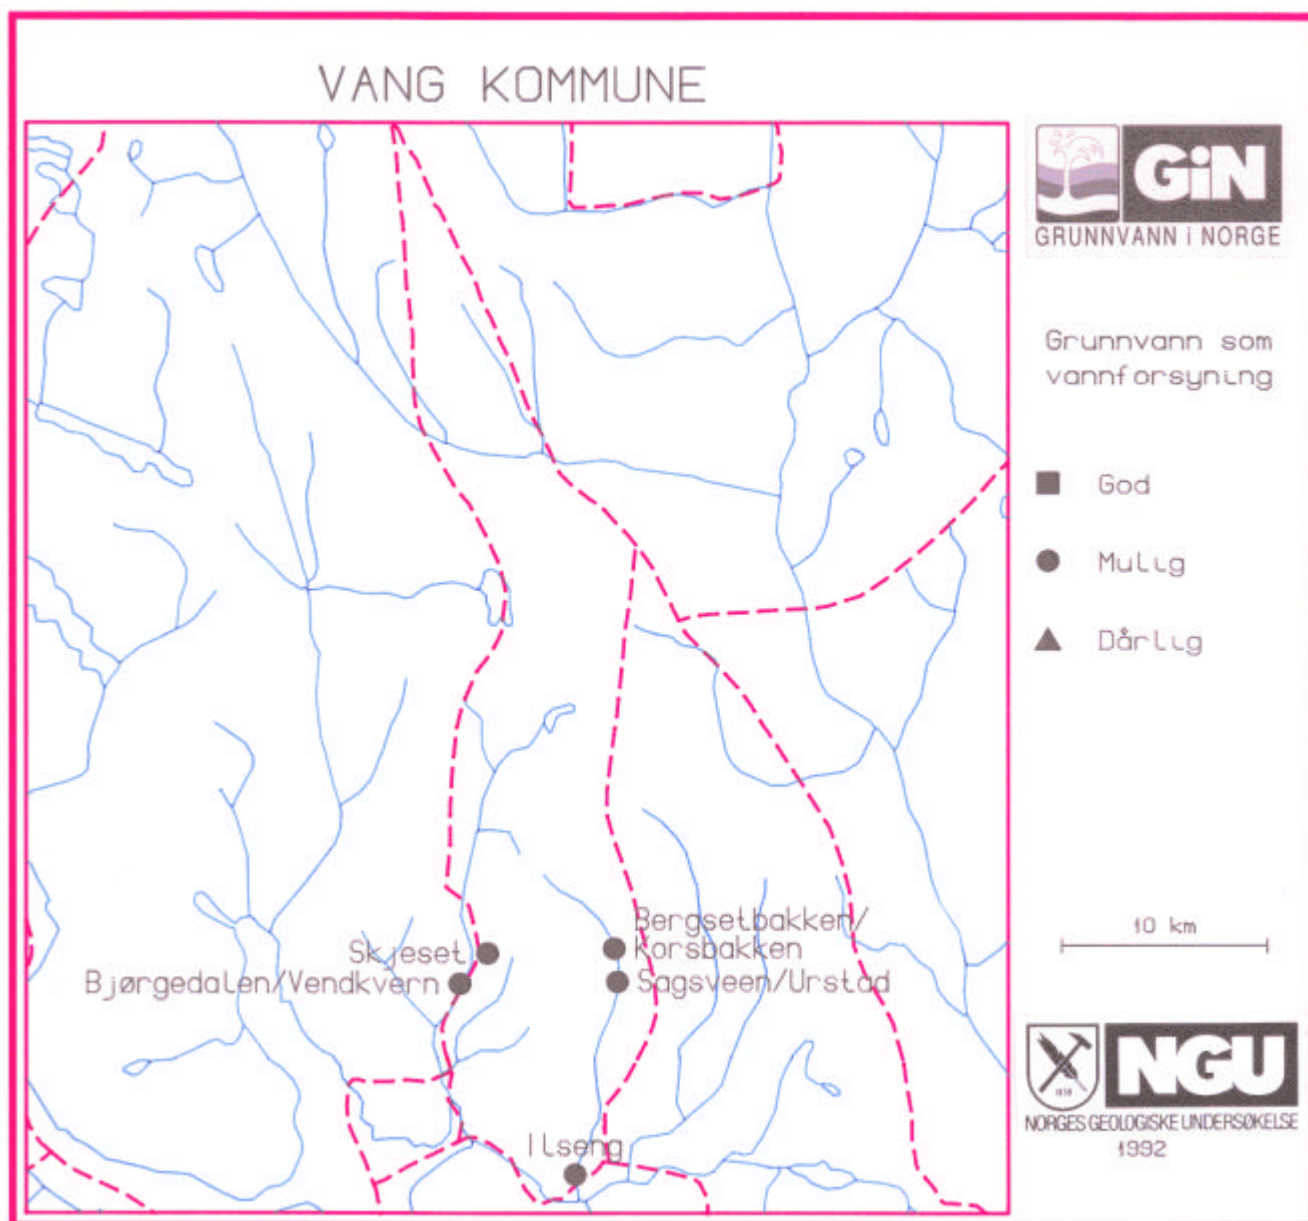 VANG KOMMUNE
GiN
GRUNNVANN i NORGE
Grunnvann som
vannforsyning
God
Mulig
Dårlig
Bergsetbakken/
Korsbakken
Skjeset
Bjørgedalen/Vendkvern
Sagsveen/Urstad
Ilseng
10 km
NGU
NORGES GEOLOGISKE UNDERSØKELSE
1992